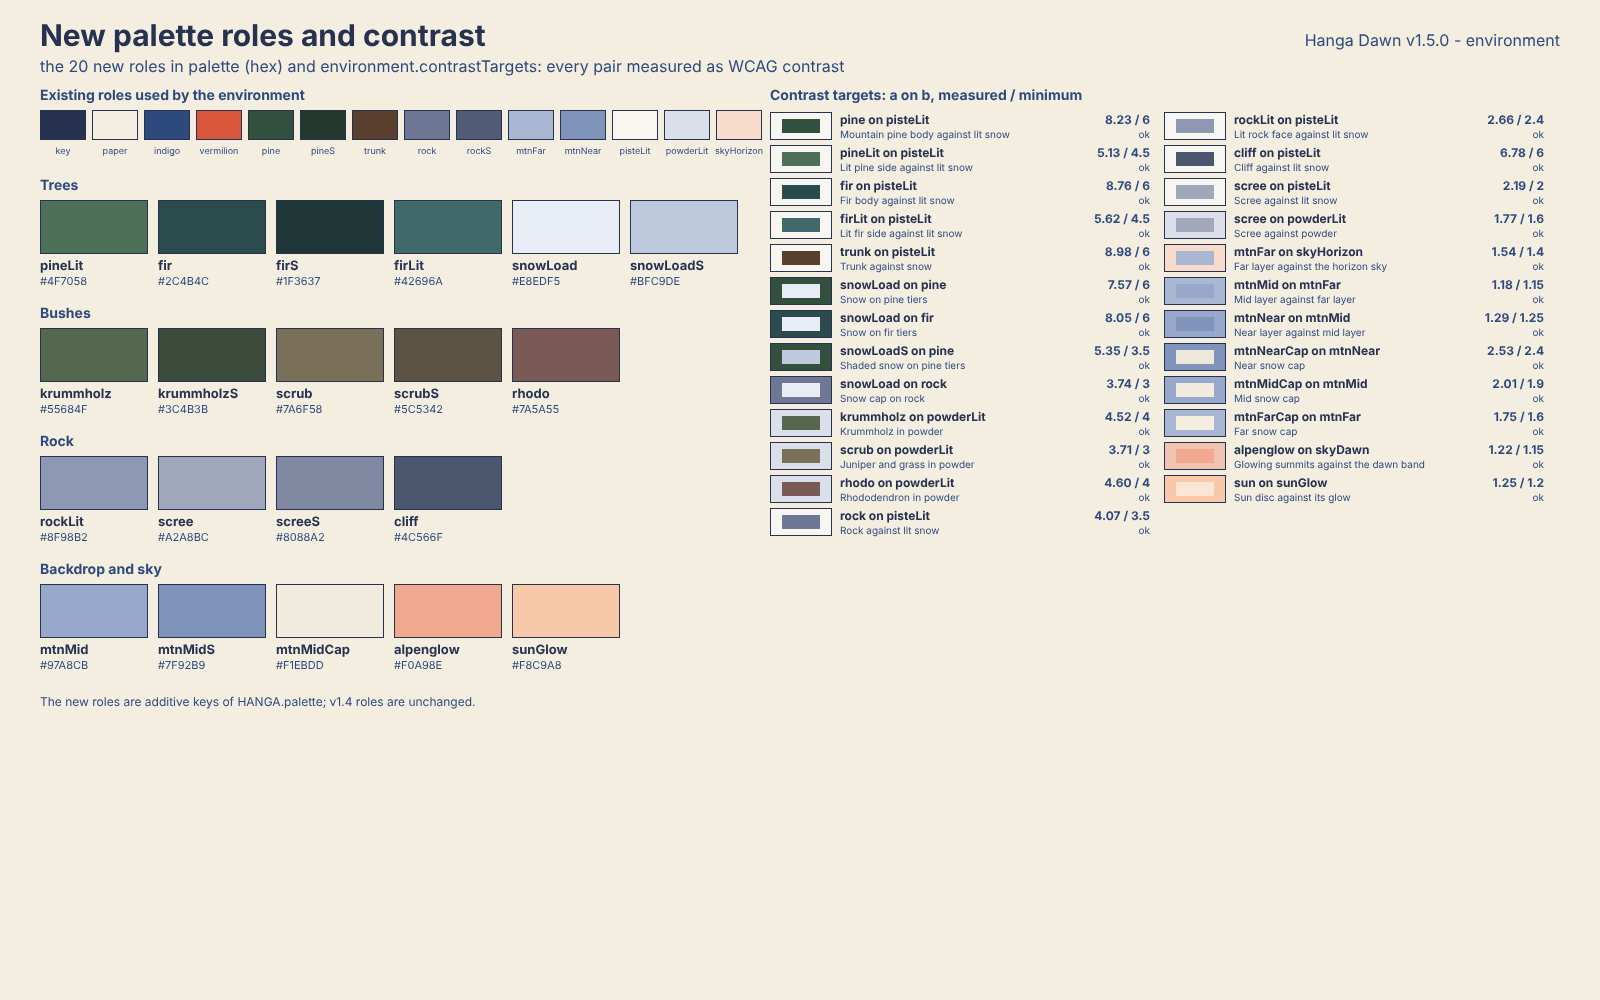 New palette roles and contrast
Hanga Dawn v1.5.0 - environment
the 20 new roles in palette (hex) and environment.contrastTargets: every pair measured as WCAG contrast
Existing roles used by the environment
key paper indigo vermilion pine pineS trunk rock rockS mtnFar mtnNear pisteLit powderLit skyHorizon
Trees
pineLit fir firS firLit snowLoad snowLoadS
#4F7058 #2C4B4C #1F3637 #42696A #E8EDF5 #BFC9DE
Bushes
krummholz krummholzS scrub scrubS rhodo
#55684F #3C4B3B #7A6F58 #5C5342 #7A5A55
Rock
rockLit scree screeS cliff
#8F98B2 #A2A8BC #8088A2 #4C566F
Backdrop and sky
mtnMid mtnMidS mtnMidCap alpenglow sunGlow
#97A8CB #7F92B9 #F1EBDD #F0A98E #F8C9A8
The new roles are additive keys of HANGA.palette; v1.4 roles are unchanged.
Contrast targets: a on b, measured / minimum
pine on pisteLit 8.23 / 6
Mountain pine body against lit snow ok
pineLit on pisteLit 5.13 / 4.5
Lit pine side against lit snow ok
fir on pisteLit 8.76 / 6
Fir body against lit snow ok
firLit on pisteLit 5.62 / 4.5
Lit fir side against lit snow ok
trunk on pisteLit 8.98 / 6
Trunk against snow ok
snowLoad on pine 7.57 / 6
Snow on pine tiers ok
snowLoad on fir 8.05 / 6
Snow on fir tiers ok
snowLoadS on pine 5.35 / 3.5
Shaded snow on pine tiers ok
snowLoad on rock 3.74 / 3
Snow cap on rock ok
krummholz on powderLit 4.52 / 4
Krummholz in powder ok
scrub on powderLit 3.71 / 3
Juniper and grass in powder ok
rhodo on powderLit 4.60 / 4
Rhododendron in powder ok
rock on pisteLit 4.07 / 3.5
Rock against lit snow ok
rockLit on pisteLit 2.66 / 2.4
Lit rock face against lit snow ok
cliff on pisteLit 6.78 / 6
Cliff against lit snow ok
scree on pisteLit 2.19 / 2
Scree against lit snow ok
scree on powderLit 1.77 / 1.6
Scree against powder ok
mtnFar on skyHorizon 1.54 / 1.4
Far layer against the horizon sky ok
mtnMid on mtnFar 1.18 / 1.15
Mid layer against far layer ok
mtnNear on mtnMid 1.29 / 1.25
Near layer against mid layer ok
mtnNearCap on mtnNear 2.53 / 2.4
Near snow cap ok
mtnMidCap on mtnMid 2.01 / 1.9
Mid snow cap ok
mtnFarCap on mtnFar 1.75 / 1.6
Far snow cap ok
alpenglow on skyDawn 1.22 / 1.15
Glowing summits against the dawn band ok
sun on sunGlow 1.25 / 1.2
Sun disc against its glow ok